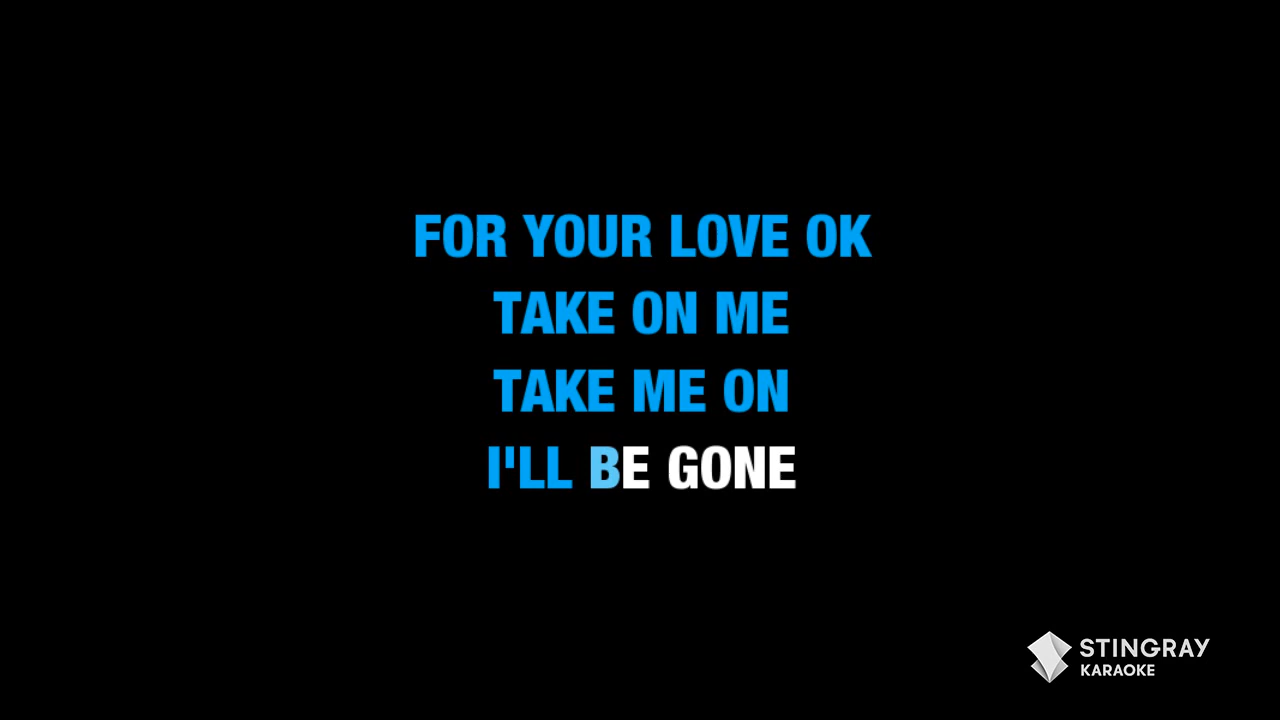 FOR YOUR LOVE OK
TAKE ON ME
TAKE ME ON
I'LL BE GONE
STINGRAY
KARAOKE